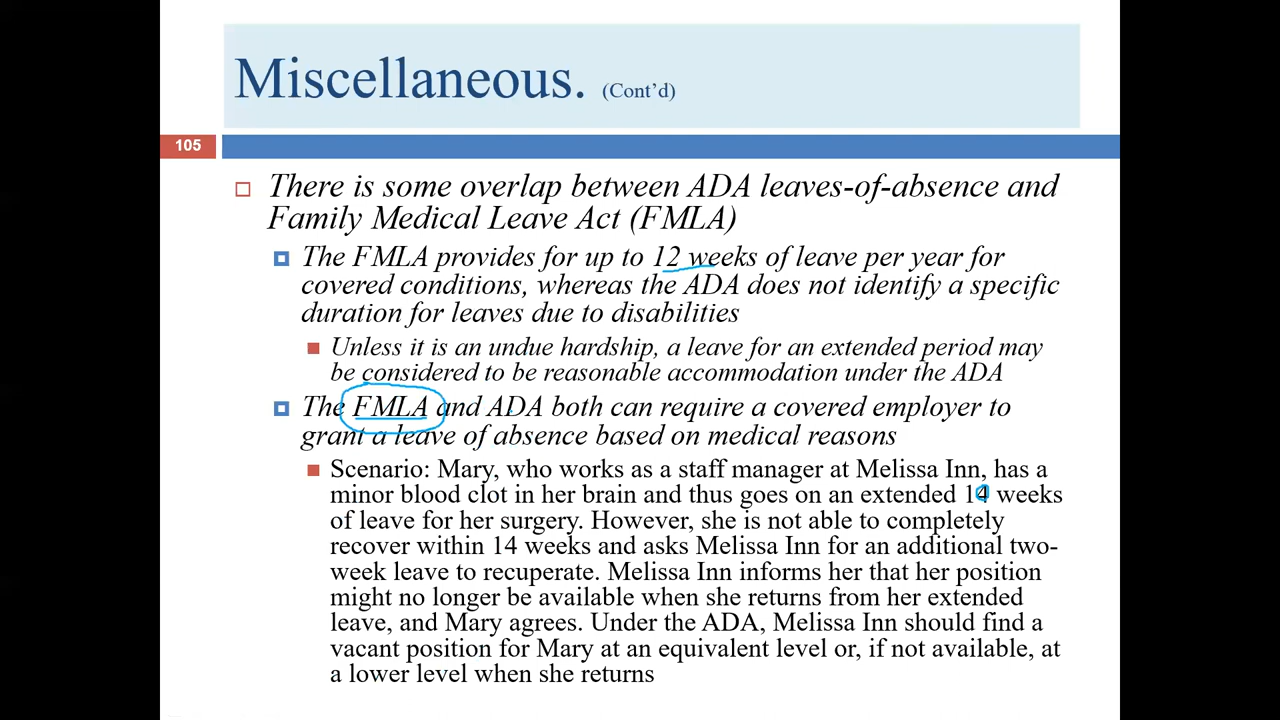 Miscellaneous. (Cont'd)
105
There is some overlap between ADA leaves-of-absence and
Family Medical Leave Act (FMLA)
The FMLA provides for up to 12 weeks of leave per year for
covered conditions, whereas the ADA does not identify a specific
duration for leaves due to disabilities
Unless it is an undue hardship, a leave for an extended period may
be considered to be reasonable accommodation under the ADA
The FMLA and ADA both can require a covered employer to
grant a leave of absence based on medical reasons
Scenario: Mary, who works as a staff manager at Melissa Inn, has a
minor blood clot in her brain and thus goes on an extended 14 weeks
of leave for her surgery. However, she is not able to completely
recover within 14 weeks and asks Melissa Inn for an additional two-
week leave to recuperate. Melissa Inn informs her that her position
might no longer be available when she returns from her extended
leave, and Mary agrees. Under the ADA, Melissa Inn should find a
vacant position for Mary at an equivalent level or, if not available, at
a lower level when she returns